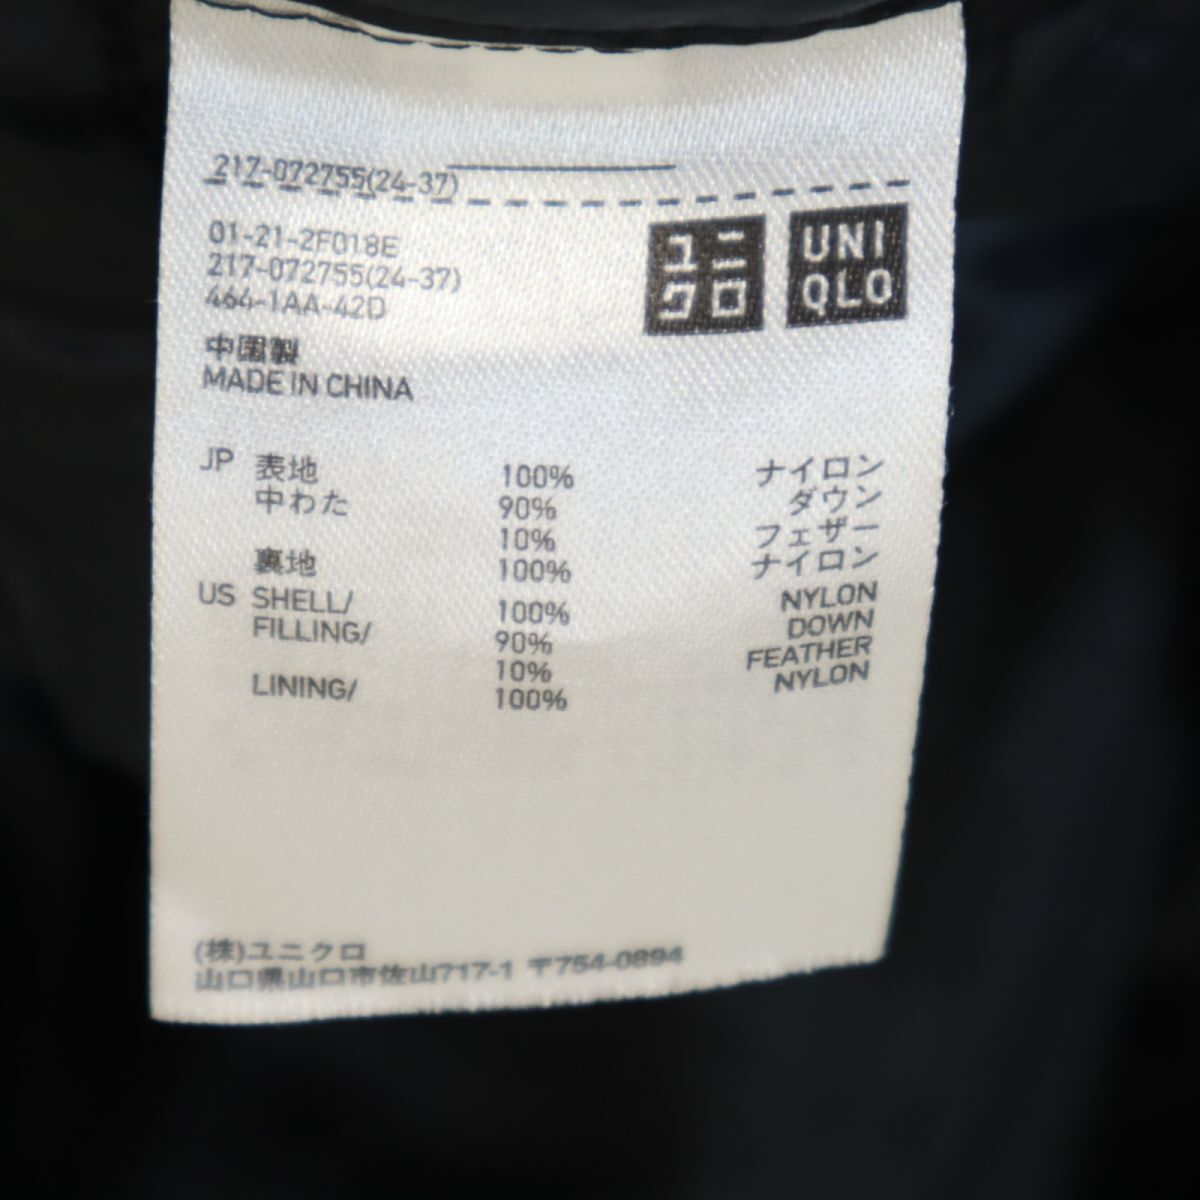 217-072755(24-37)
01-21-2F018E
217-072755(24-37)
464-1AA-42D
ユニ
クロ
UNI
QLO
中国製
MADE IN CHINA
JP 表地 100% ナイロン
中わた 90% ダウン
10% フェザー
裏地 100% ナイロン
US SHELL/ 100% NYLON
FILLING/ 90% DOWN
10% FEATHER
LINING/ 100% NYLON
(株)ユニクロ
山口県山口市佐山717-1 〒754-0894